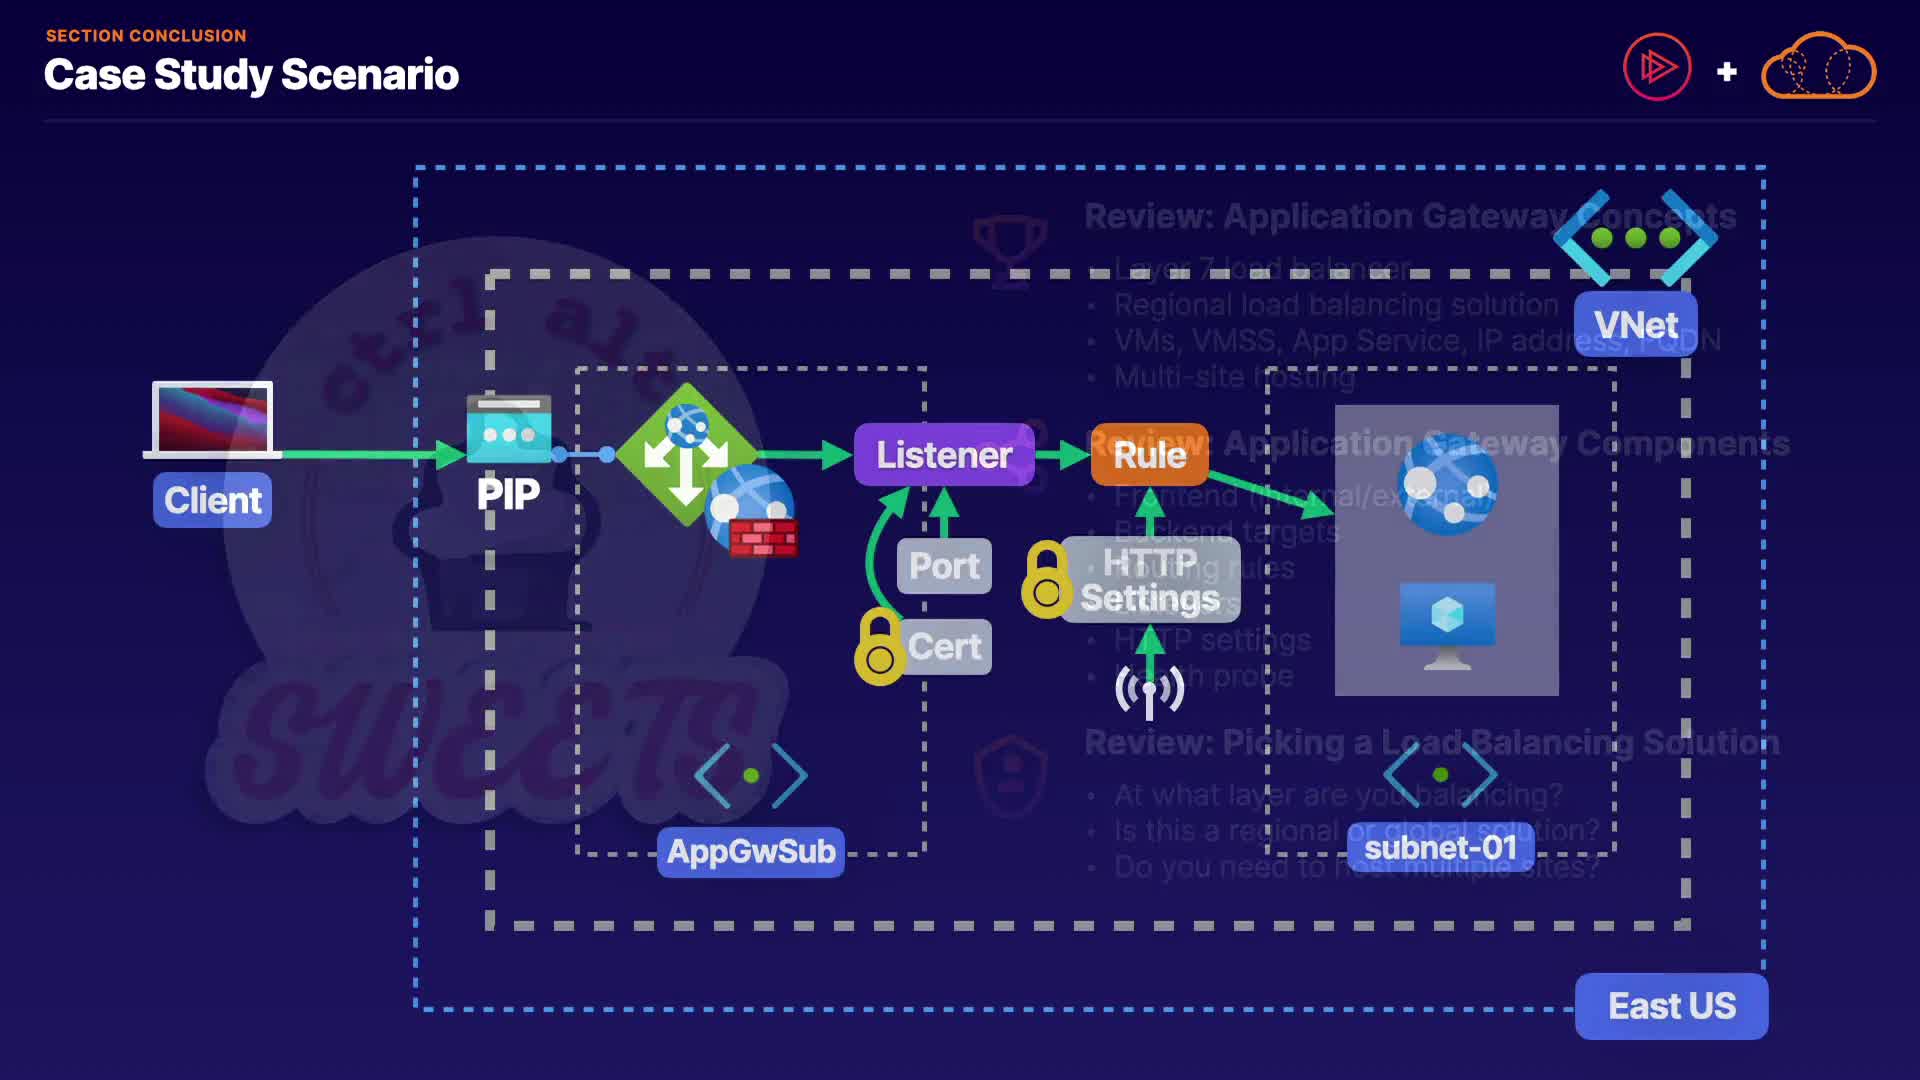 SECTION CONCLUSION
Case Study Scenario
Review: Application Gateway Concepts
• Layer 7 load balancer
• Regional load balancing solution
• VMs, VMSS, App Service, IP address, FQDN
• Multi-site hosting
VNet
ctrl alt
SWEETS
Client
PIP
Listener
Rule
Review: Application Gateway Components
• Frontend (internal/external)
• Backend targets
• Routing rules
• Listeners
• HTTP settings
• Health probe
Port
Cert
HTTP
Settings
Review: Picking a Load Balancing Solution
• At what layer are you balancing?
• Is this a regional or global solution?
• Do you need to host multiple sites?
AppGwSub
subnet-01
East US